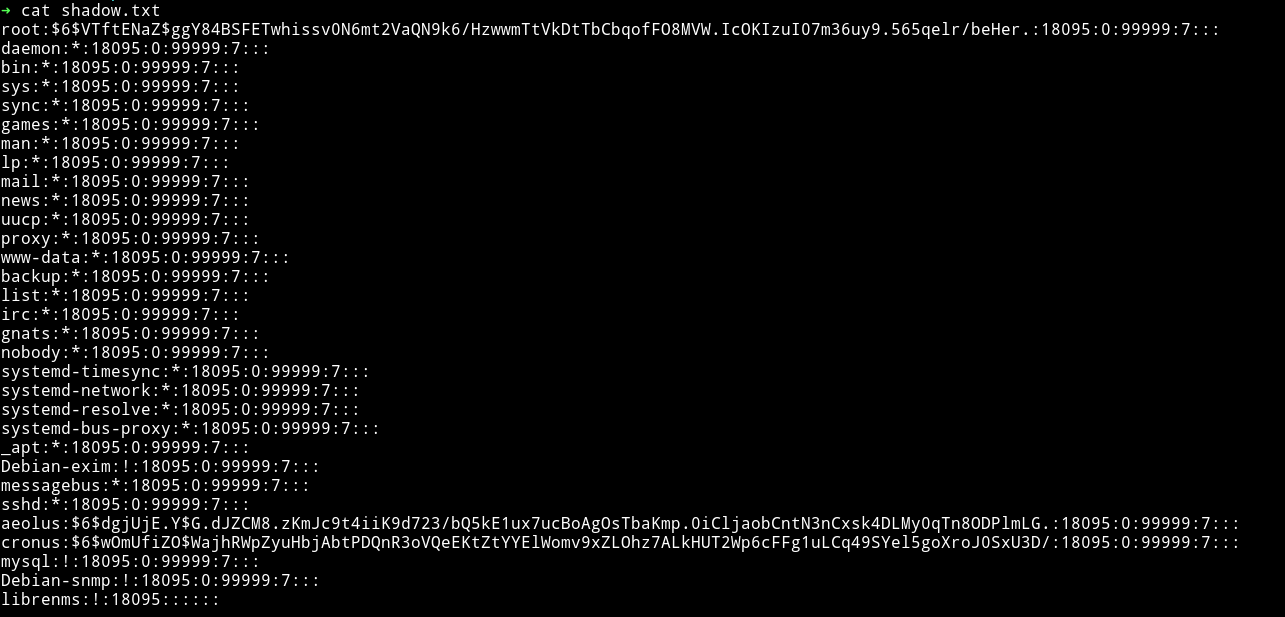 ➜ cat shadow.txt
root:$6$VTftENaZ$ggY84BSFETwhissv0N6mt2VaQN9k6/HzwwmTtVkDtTbCbqofFO8MVW.IcOKIzuI07m36uy9.565qelr/beHer.:18095:0:99999:7:::
daemon:*:18095:0:99999:7:::
bin:*:18095:0:99999:7:::
sys:*:18095:0:99999:7:::
sync:*:18095:0:99999:7:::
games:*:18095:0:99999:7:::
man:*:18095:0:99999:7:::
lp:*:18095:0:99999:7:::
mail:*:18095:0:99999:7:::
news:*:18095:0:99999:7:::
uucp:*:18095:0:99999:7:::
proxy:*:18095:0:99999:7:::
www-data:*:18095:0:99999:7:::
backup:*:18095:0:99999:7:::
list:*:18095:0:99999:7:::
irc:*:18095:0:99999:7:::
gnats:*:18095:0:99999:7:::
nobody:*:18095:0:99999:7:::
systemd-timesync:*:18095:0:99999:7:::
systemd-network:*:18095:0:99999:7:::
systemd-resolve:*:18095:0:99999:7:::
systemd-bus-proxy:*:18095:0:99999:7:::
_apt:*:18095:0:99999:7:::
Debian-exim:!:18095:0:99999:7:::
messagebus:*:18095:0:99999:7:::
sshd:*:18095:0:99999:7:::
aeolus:$6$dgjUjE.Y$G.dJZCM8.zKmJc9t4iiK9d723/bQ5kE1ux7ucBoAgOsTbaKmp.0iCljaobCntN3nCxsk4DLMy0qTn8ODPlmLG.:18095:0:99999:7:::
cronus:$6$wOmUfiZO$WajhRWpZyuHbjAbtPDQnR3oVQeEKtZtYYElWomv9xZLOhz7ALkHUT2Wp6cFFg1uLCq49SYel5goXroJ0SxU3D/:18095:0:99999:7:::
mysql:!:18095:0:99999:7:::
Debian-snmp:!:18095:0:99999:7:::
librenms:!:18095::::::